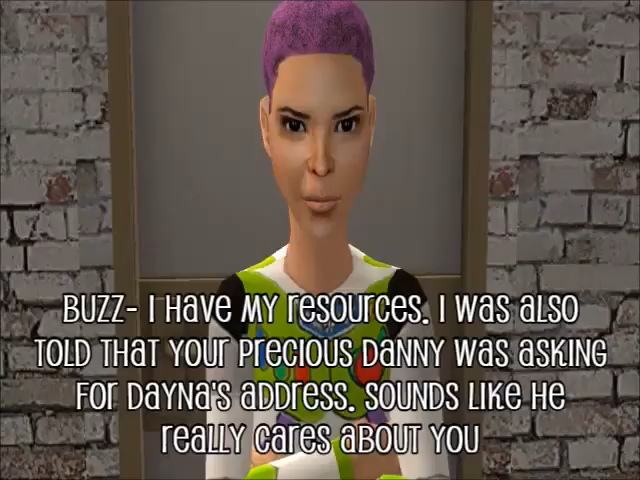 BUZZ- I HAVE MY RESOURCES. I WAS ALSO
TOLD THAT YOUR PRECIOUS DANNY WAS ASKING
FOR DAYNA'S ADDRESS. SOUNDS LIKE HE
REALLY CARES ABOUT YOU